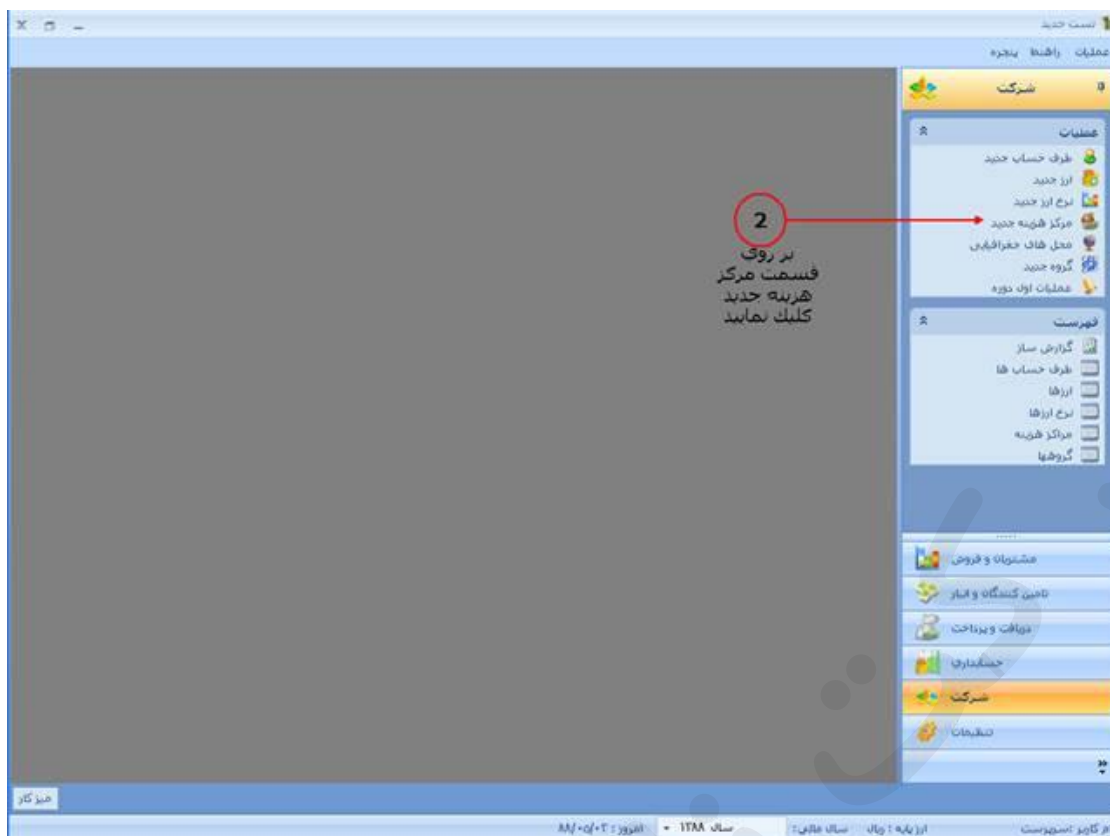 تست جدید
عملیات راهنما پنجره
شرکت
عملیات
طرف حساب جدید
ارز جدید
نرخ ارز جدید
مرکز هزینه جدید
محل های جغرافیایی
گروه جدید
عملیات اول دوره
2
بر روی
قسمت مرکز
هزینه جدید
کلیك نمایید
فهرست
گزارش ساز
طرف حساب ها
ارزها
نرخ ارزها
مراکز هزینه
گروهها
مشتریان و فروش
تامین کنندگان و انبار
دریافت و پرداخت
حسابداری
شرکت
تنظیمات
میز کار
کاربر : سرپرست ارز پایه : ریال سال مالی : سال ۱۳۸۸ امروز : ۸۸/۰۵/۰۳